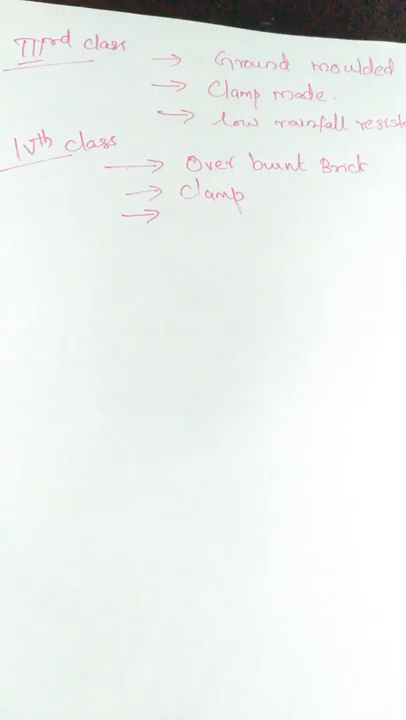 IIIrd class
→ Ground moulded
→ Clamp made.
→ low rainfall resist
IVth class
→ Over burnt Brick
→ Clamp
→